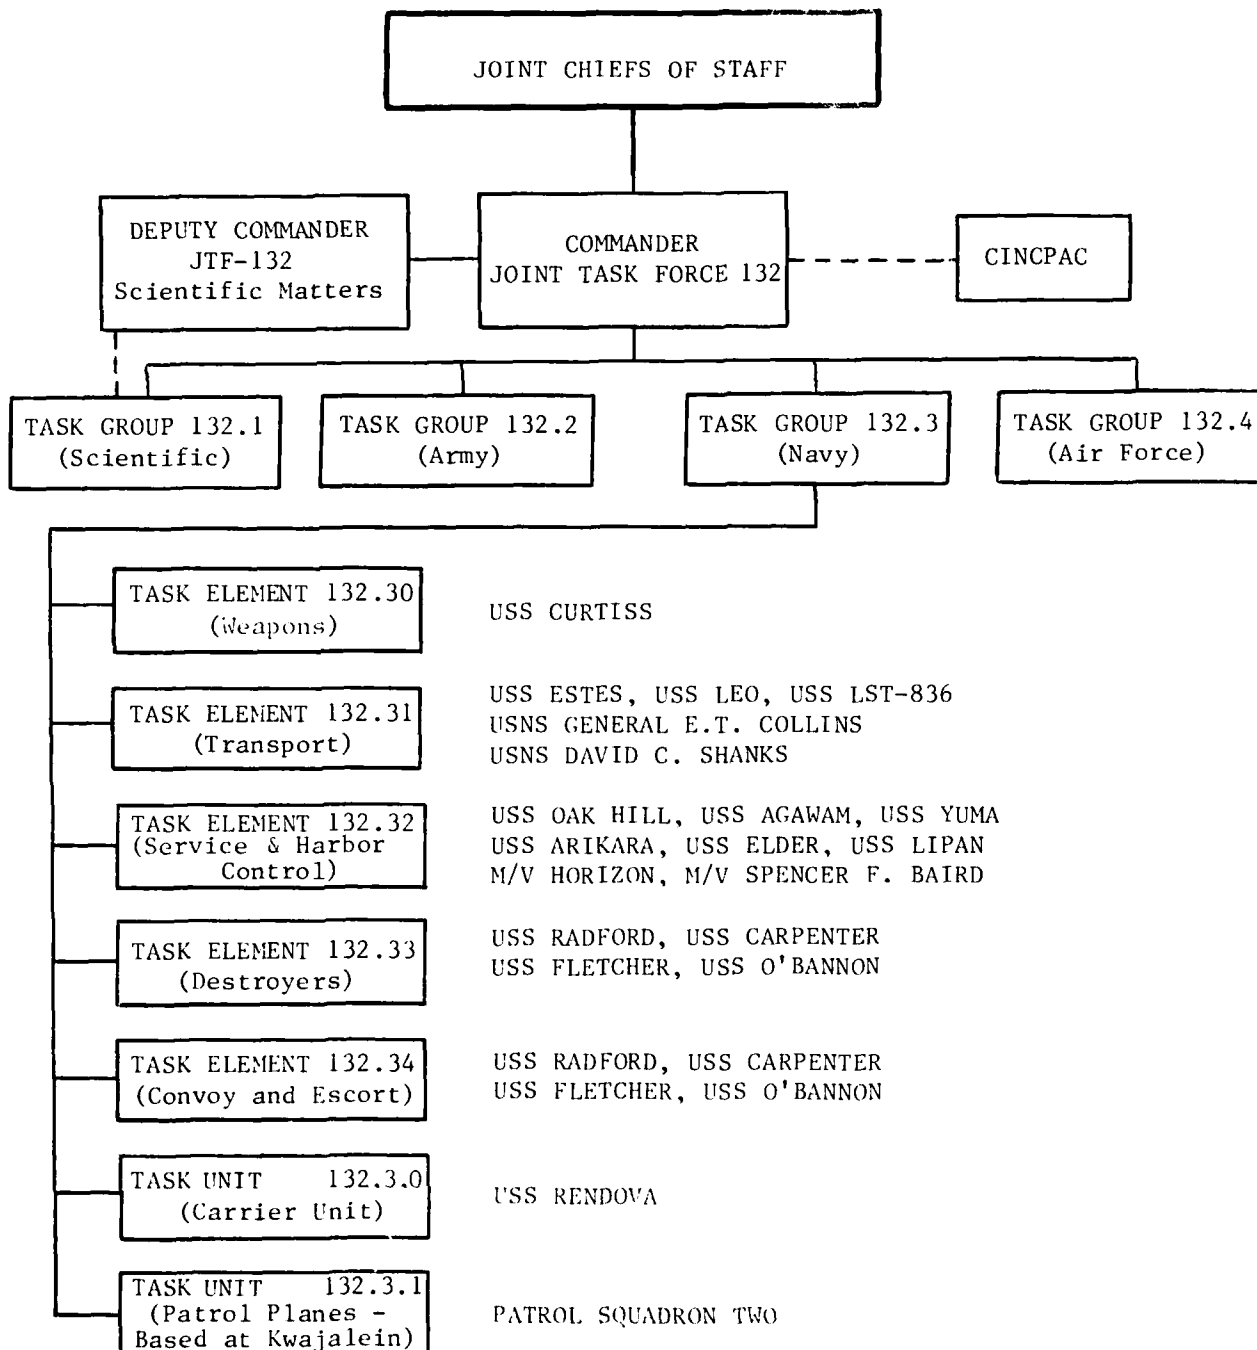 JOINT CHIEFS OF STAFF
DEPUTY COMMANDER
JTF-132
Scientific Matters
COMMANDER
JOINT TASK FORCE 132
CINCPAC
TASK GROUP 132.1
(Scientific)
TASK GROUP 132.2
(Army)
TASK GROUP 132.3
(Navy)
TASK GROUP 132.4
(Air Force)
TASK ELEMENT 132.30
(Weapons)
USS CURTISS
TASK ELEMENT 132.31
(Transport)
USS ESTES, USS LEO, USS LST-836
USNS GENERAL E.T. COLLINS
USNS DAVID C. SHANKS
TASK ELEMENT 132.32
(Service & Harbor
Control)
USS OAK HILL, USS AGAWAM, USS YUMA
USS ARIKARA, USS ELDER, USS LIPAN
M/V HORIZON, M/V SPENCER F. BAIRD
TASK ELEMENT 132.33
(Destroyers)
USS RADFORD, USS CARPENTER
USS FLETCHER, USS O'BANNON
TASK ELEMENT 132.34
(Convoy and Escort)
USS RADFORD, USS CARPENTER
USS FLETCHER, USS O'BANNON
TASK UNIT 132.3.0
(Carrier Unit)
USS RENDOVA
TASK UNIT 132.3.1
(Patrol Planes -
Based at Kwajalein)
PATROL SQUADRON TWO